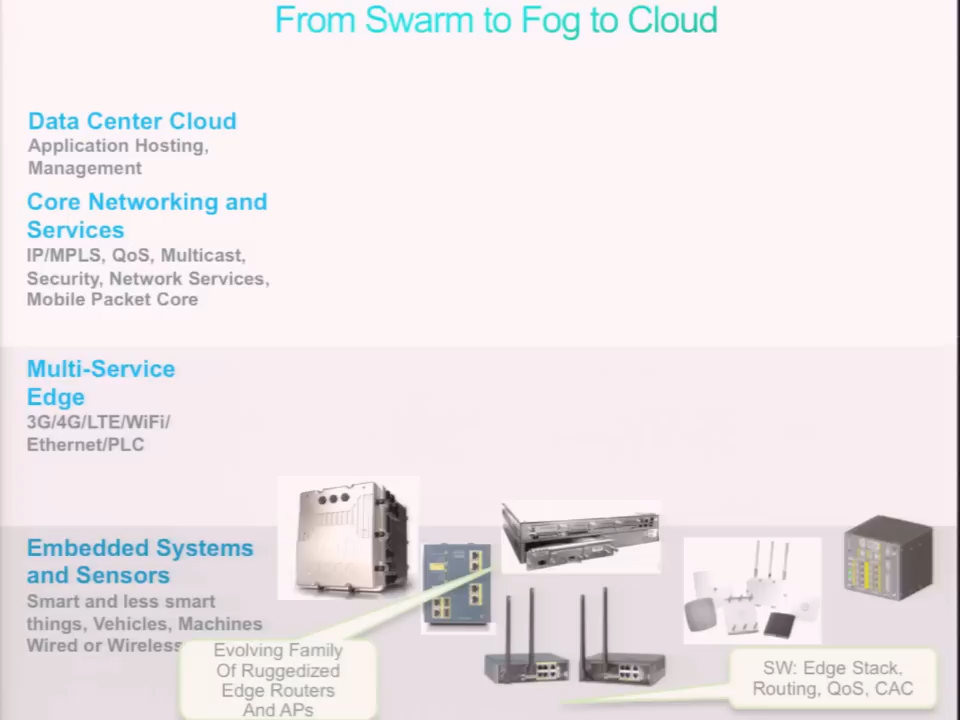 From Swarm to Fog to Cloud
Data Center Cloud
Application Hosting,
Management
Core Networking and
Services
IP/MPLS, QoS, Multicast,
Security, Network Services,
Mobile Packet Core
Multi-Service
Edge
3G/4G/LTE/WiFi/
Ethernet/PLC
Embedded Systems
and Sensors
Smart and less smart
things, Vehicles, Machines
Wired or Wireless
Evolving Family
Of Ruggedized
Edge Routers
And APs
SW: Edge Stack,
Routing, QoS, CAC